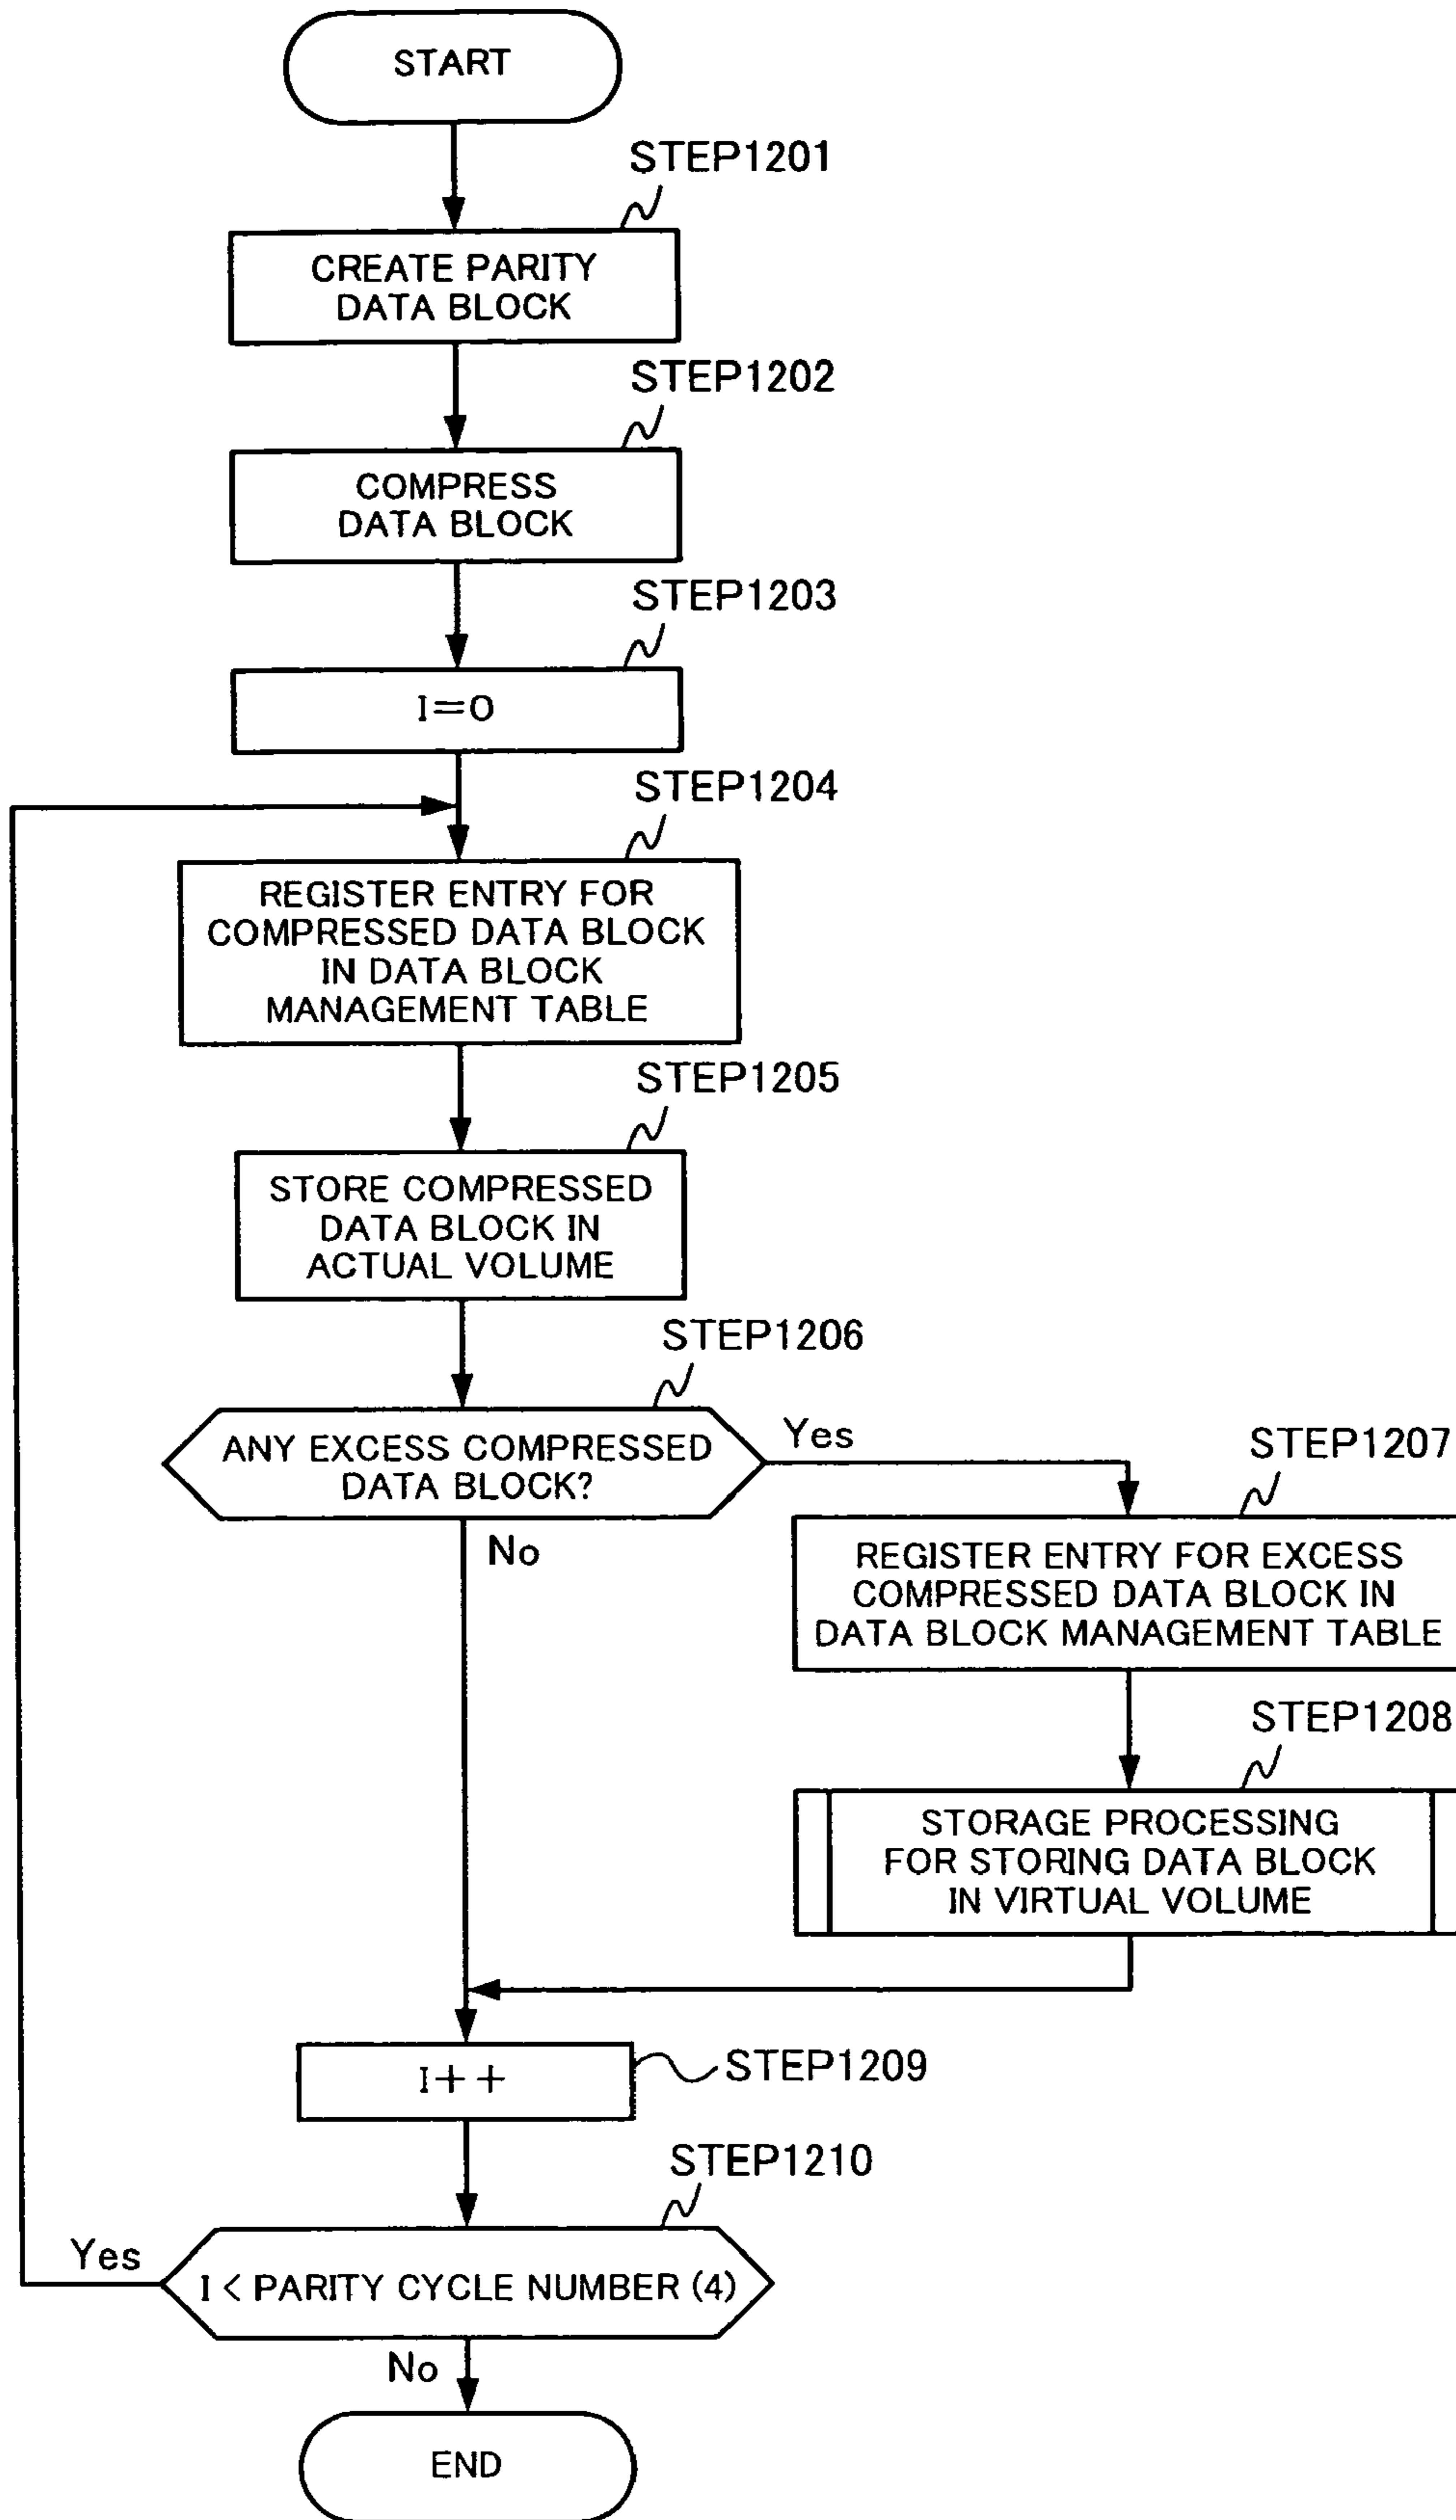 START
STEP1201
CREATE PARITY
DATA BLOCK
STEP1202
COMPRESS
DATA BLOCK
STEP1203
I=0
STEP1204
REGISTER ENTRY FOR
COMPRESSED DATA BLOCK
IN DATA BLOCK
MANAGEMENT TABLE
STEP1205
STORE COMPRESSED
DATA BLOCK IN
ACTUAL VOLUME
STEP1206
ANY EXCESS COMPRESSED
DATA BLOCK?
Yes
No
STEP1207
REGISTER ENTRY FOR EXCESS
COMPRESSED DATA BLOCK IN
DATA BLOCK MANAGEMENT TABLE
STEP1208
STORAGE PROCESSING
FOR STORING DATA BLOCK
IN VIRTUAL VOLUME
I++
STEP1209
STEP1210
Yes
I < PARITY CYCLE NUMBER (4)
No
END